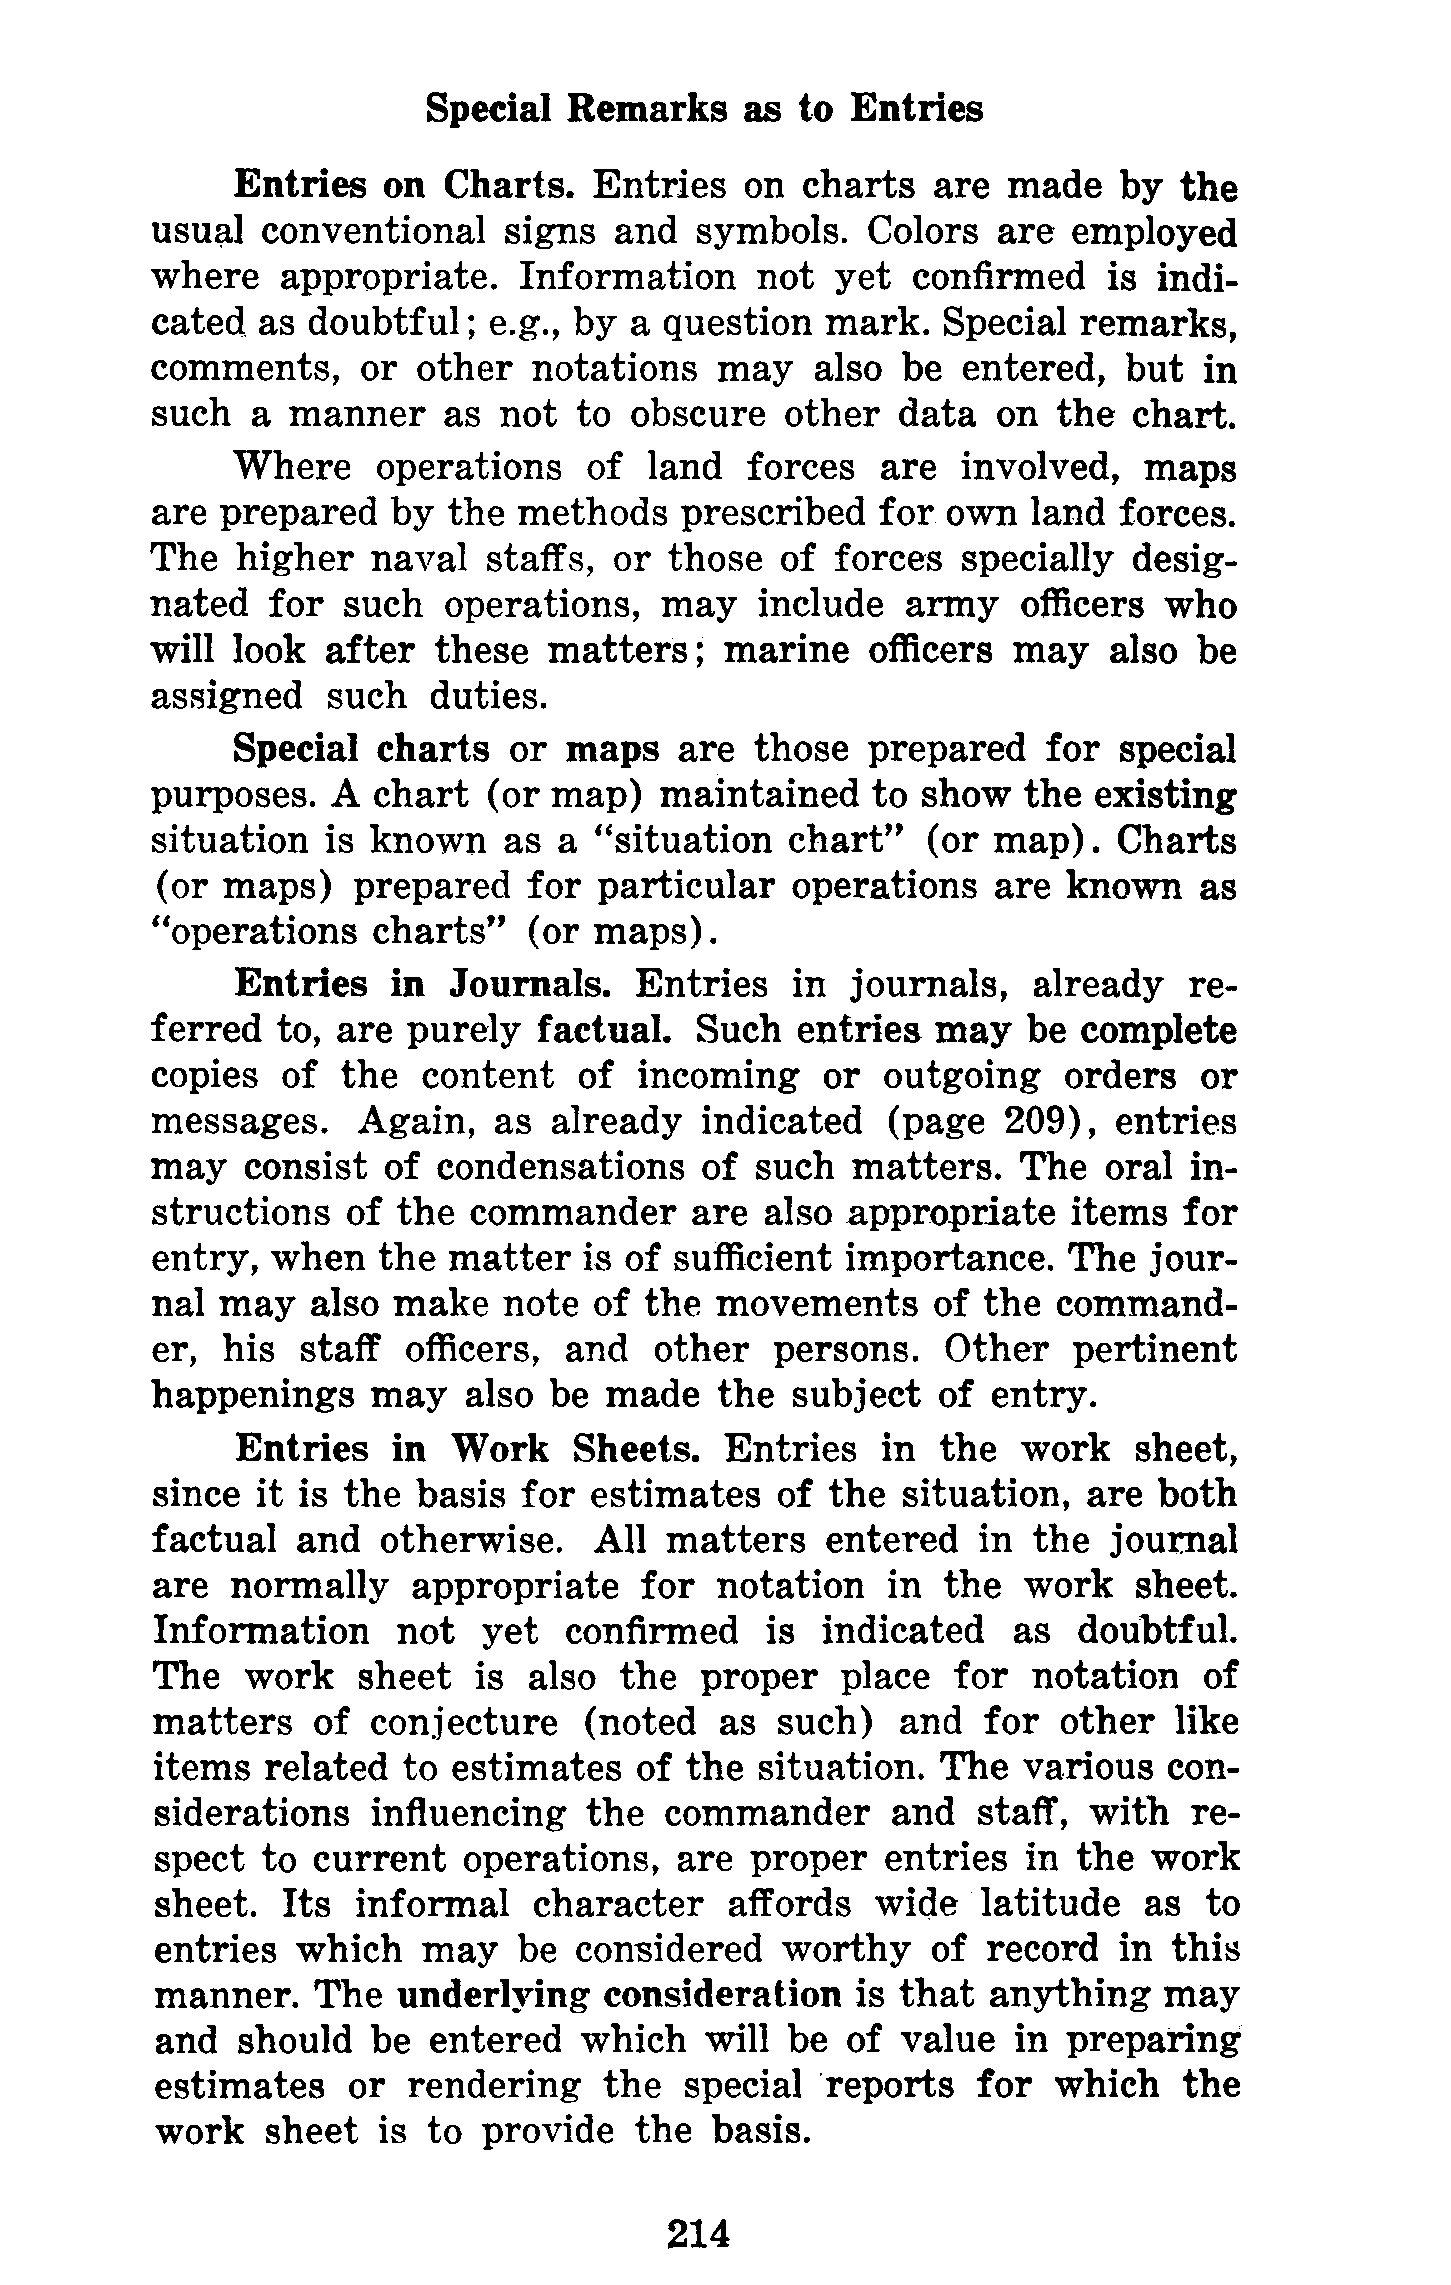 Special Remarks as to Entries
Entries on Charts. Entries on charts are made by the
usual conventional signs and symbols. Colors are employed
where appropriate. Information not yet confirmed is indi-
cated as doubtful; e.g., by a question mark. Special remarks,
comments, or other notations may also be entered, but in
such a manner as not to obscure other data on the chart.
Where operations of land forces are involved, maps
are prepared by the methods prescribed for own land forces.
The higher naval staffs, or those of forces specially desig-
nated for such operations, may include army officers who
will look after these matters; marine officers may also be
assigned such duties.
Special charts or maps are those prepared for special
purposes. A chart (or map) maintained to show the existing
situation is known as a "situation chart" (or map). Charts
(or maps) prepared for particular operations are known as
"operations charts" (or maps).
Entries in Journals. Entries in journals, already re-
ferred to, are purely factual. Such entries may be complete
copies of the content of incoming or outgoing orders or
messages. Again, as already indicated (page 209), entries
may consist of condensations of such matters. The oral in-
structions of the commander are also appropriate items for
entry, when the matter is of sufficient importance. The jour-
nal may also make note of the movements of the command-
er, his staff officers, and other persons. Other pertinent
happenings may also be made the subject of entry.
Entries in Work Sheets. Entries in the work sheet,
since it is the basis for estimates of the situation, are both
factual and otherwise. All matters entered in the journal
are normally appropriate for notation in the work sheet.
Information not yet confirmed is indicated as doubtful.
The work sheet is also the proper place for notation of
matters of conjecture (noted as such) and for other like
items related to estimates of the situation. The various con-
siderations influencing the commander and staff, with re-
spect to current operations, are proper entries in the work
sheet. Its informal character affords wide latitude as to
entries which may be considered worthy of record in this
manner. The underlying consideration is that anything may
and should be entered which will be of value in preparing
estimates or rendering the special reports for which the
work sheet is to provide the basis.
214